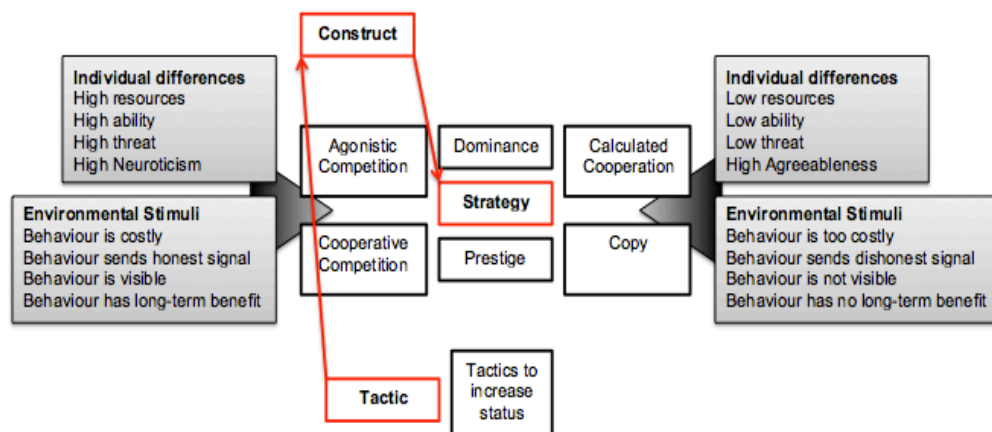 Construct
Individual differences
High resources
High ability
High threat
High Neuroticism
Environmental Stimuli
Behaviour is costly
Behaviour sends honest signal
Behaviour is visible
Behaviour has long-term benefit
Agonistic
Competition
Cooperative
Competition
Dominance
Strategy
Prestige
Calculated
Cooperation
Copy
Individual differences
Low resources
Low ability
Low threat
High Agreeableness
Environmental Stimuli
Behaviour is too costly
Behaviour sends dishonest signal
Behaviour is not visible
Behaviour has no long-term benefit
Tactic
Tactics to
increase
status